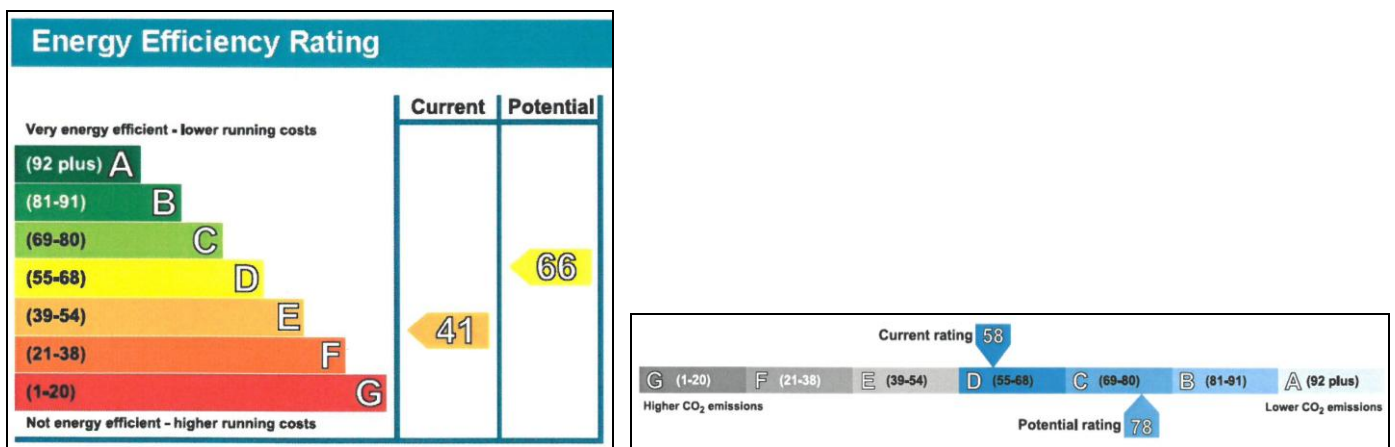 Energy Efficiency Rating
Current Potential
Very energy efficient - lower running costs
(92 plus) A
(81-91) B
(69-80) C
66
(55-68) D
(39-54) E
41
(21-38) F
(1-20) G
Not energy efficient - higher running costs
Current rating 58
G (1-20) F (21-38) E (39-54) D (55-68) C (69-80) B (81-91) A (92 plus)
Higher CO₂ emissions Lower CO₂ emissions
Potential rating 78